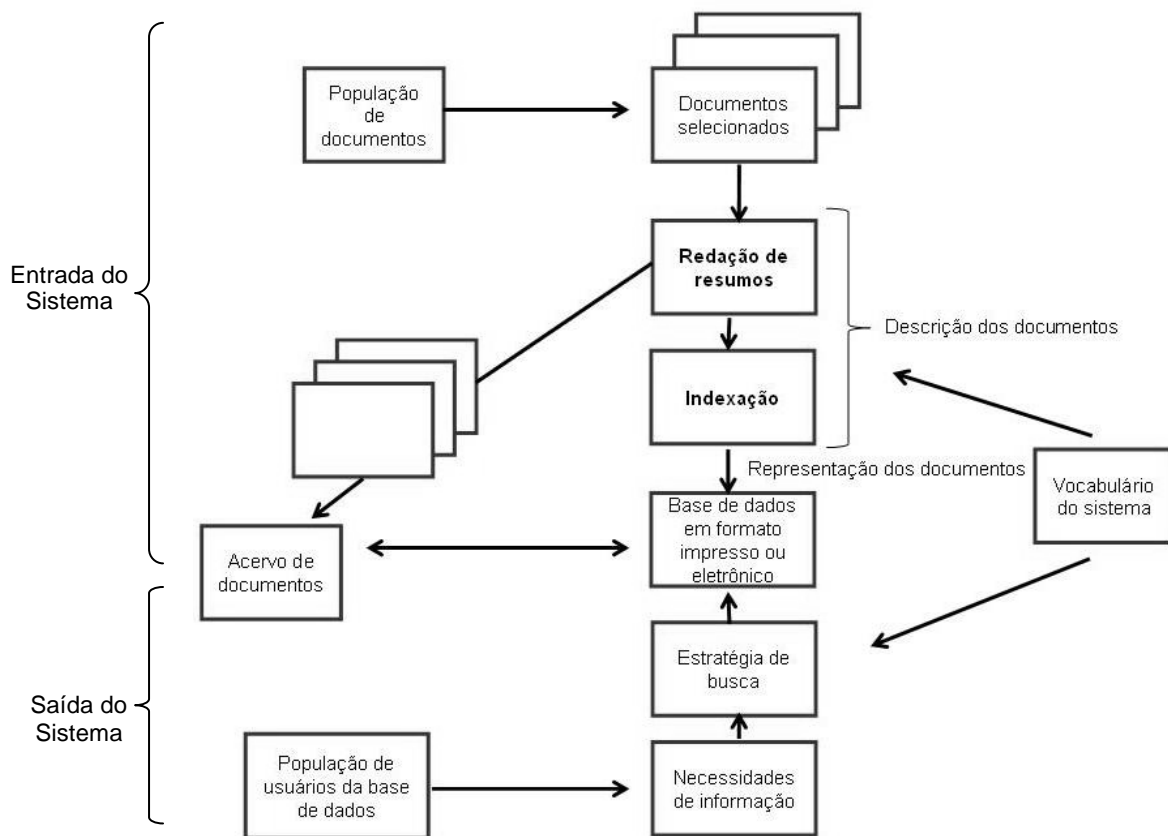 População
de
documentos
Documentos
selecionados
Redação de
resumos
Entrada do
Sistema
Descrição dos documentos
Indexação
Representação dos documentos
Vocabulário
do sistema
Base de dados
em formato
impresso ou
eletrônico
Acervo de
documentos
Estratégia de
busca
Saída do
Sistema
População de
usuários da base
de dados
Necessidades
de informação